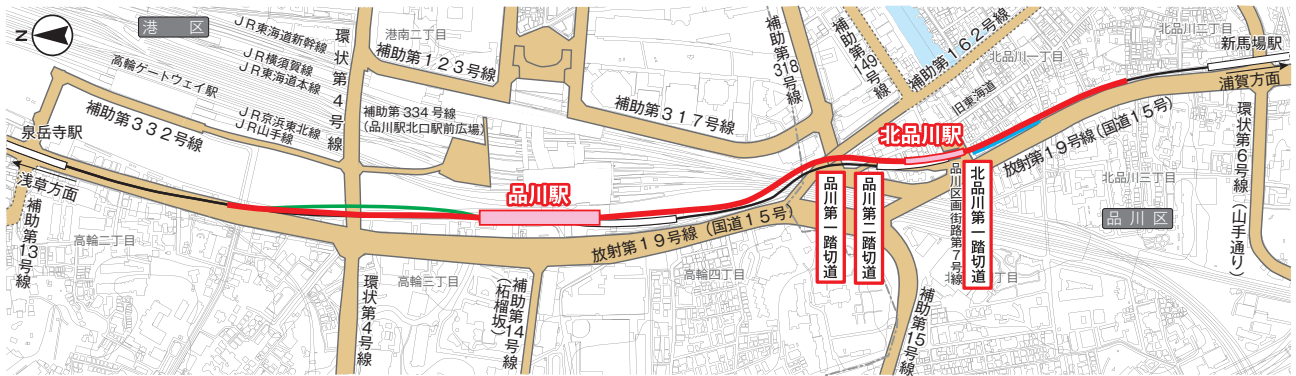 N
港区
JR東海道新幹線
JR横須賀線
JR東海道本線
高輪ゲートウェイ駅
JR京浜東北線
JR山手線
環状第4号線
港南二丁目
補助第123号線
補助第334号線
(品川駅北口駅前広場)
補助第332号線
泉岳寺駅
浅草方面
補助第13号線
高輪二丁目
環状第4号線
高輪三丁目
補助第14号線
(柘榴坂)
品川駅
放射第19号線(国道15号)
高輪四丁目
補助第317号線
補助第318号線
補助第149号線
補助第162号線
旧東海道
北品川一丁目
北品川二丁目
新馬場駅
浦賀方面
北品川駅
放射第19号線(国道15号)
環状第6号線(山手通り)
北品川三丁目
品川区
品川第一踏切道
品川第一踏切道
品川区画街路第7号線
北品川第一踏切道
補助第15号線